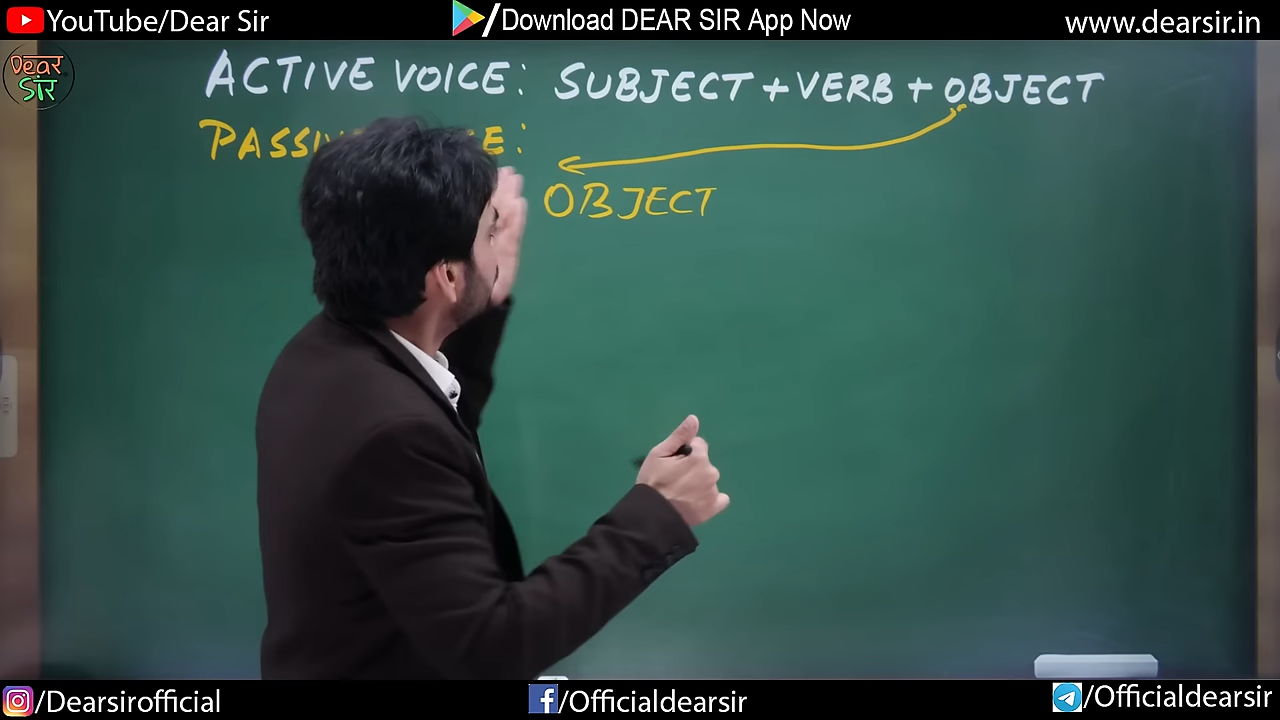 YouTube/Dear Sir
/Download DEAR SIR App Now
www.dearsir.in
Dear
Sir
ACTIVE VOICE: SUBJECT + VERB + OBJECT
:
OBJECT
/Dearsirofficial
/Officialdearsir
/Officialdearsir